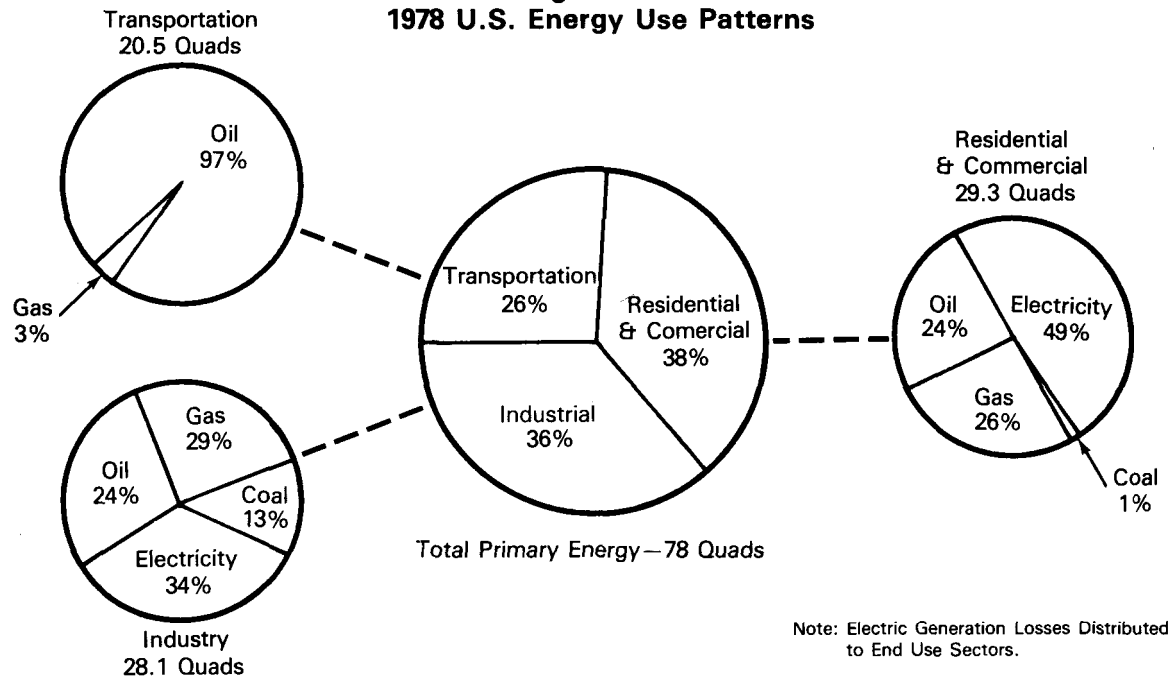 1978 U.S. Energy Use Patterns
Transportation
20.5 Quads
Oil
97%
Gas
3%
Residential
& Commercial
29.3 Quads
Oil
24%
Electricity
49%
Gas
26%
Coal
1%
Transportation
26%
Residential
& Comercial
38%
Industrial
36%
Total Primary Energy—78 Quads
Gas
29%
Oil
24%
Coal
13%
Electricity
34%
Industry
28.1 Quads
Note: Electric Generation Losses Distributed
to End Use Sectors.